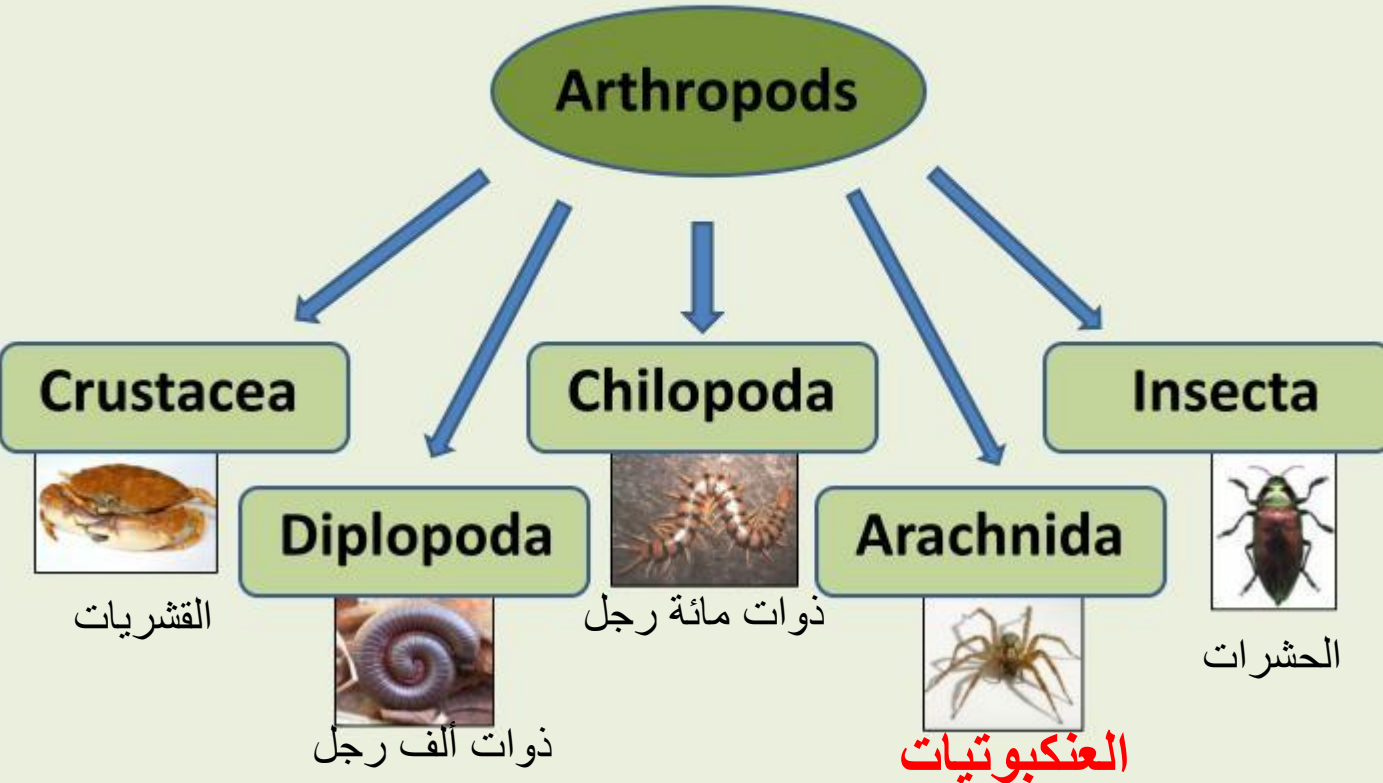 Arthropods
Crustacea
Chilopoda
Insecta
Diplopoda
Arachnida
القشريات
ذوات مائة رجل
الحشرات
ذوات ألف رجل
العنكبوتيات